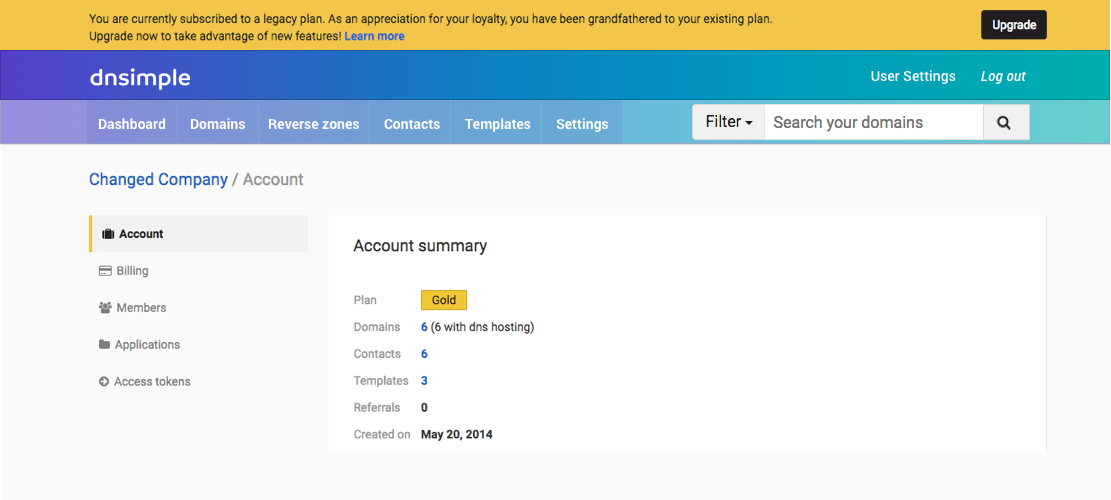 You are currently subscribed to a legacy plan. As an appreciation for your loyalty, you have been grandfathered to your existing plan.
Upgrade now to take advantage of new features! Learn more
Upgrade
dnsimple
User Settings
Log out
Dashboard
Domains
Reverse zones
Contacts
Templates
Settings
Filter
Search your domains
Changed Company / Account
Account
Billing
Members
Applications
Access tokens
Account summary
Plan Gold
Domains 6 (6 with dns hosting)
Contacts 6
Templates 3
Referrals 0
Created on May 20, 2014